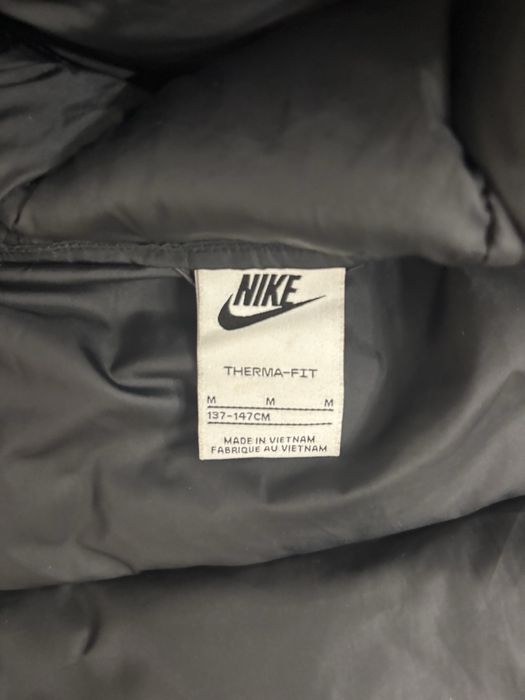 NIKE
THERMA-FIT
M M M
137-147CM
MADE IN VIETNAM
FABRIQUE AU VIETNAM